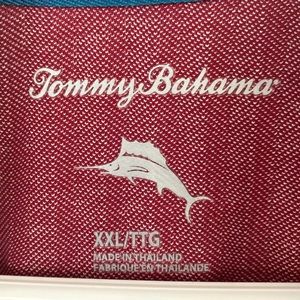 Tommy Bahama
XXL/TTG
MADE IN THAILAND
FABRIQUÉ EN THAÏLANDE